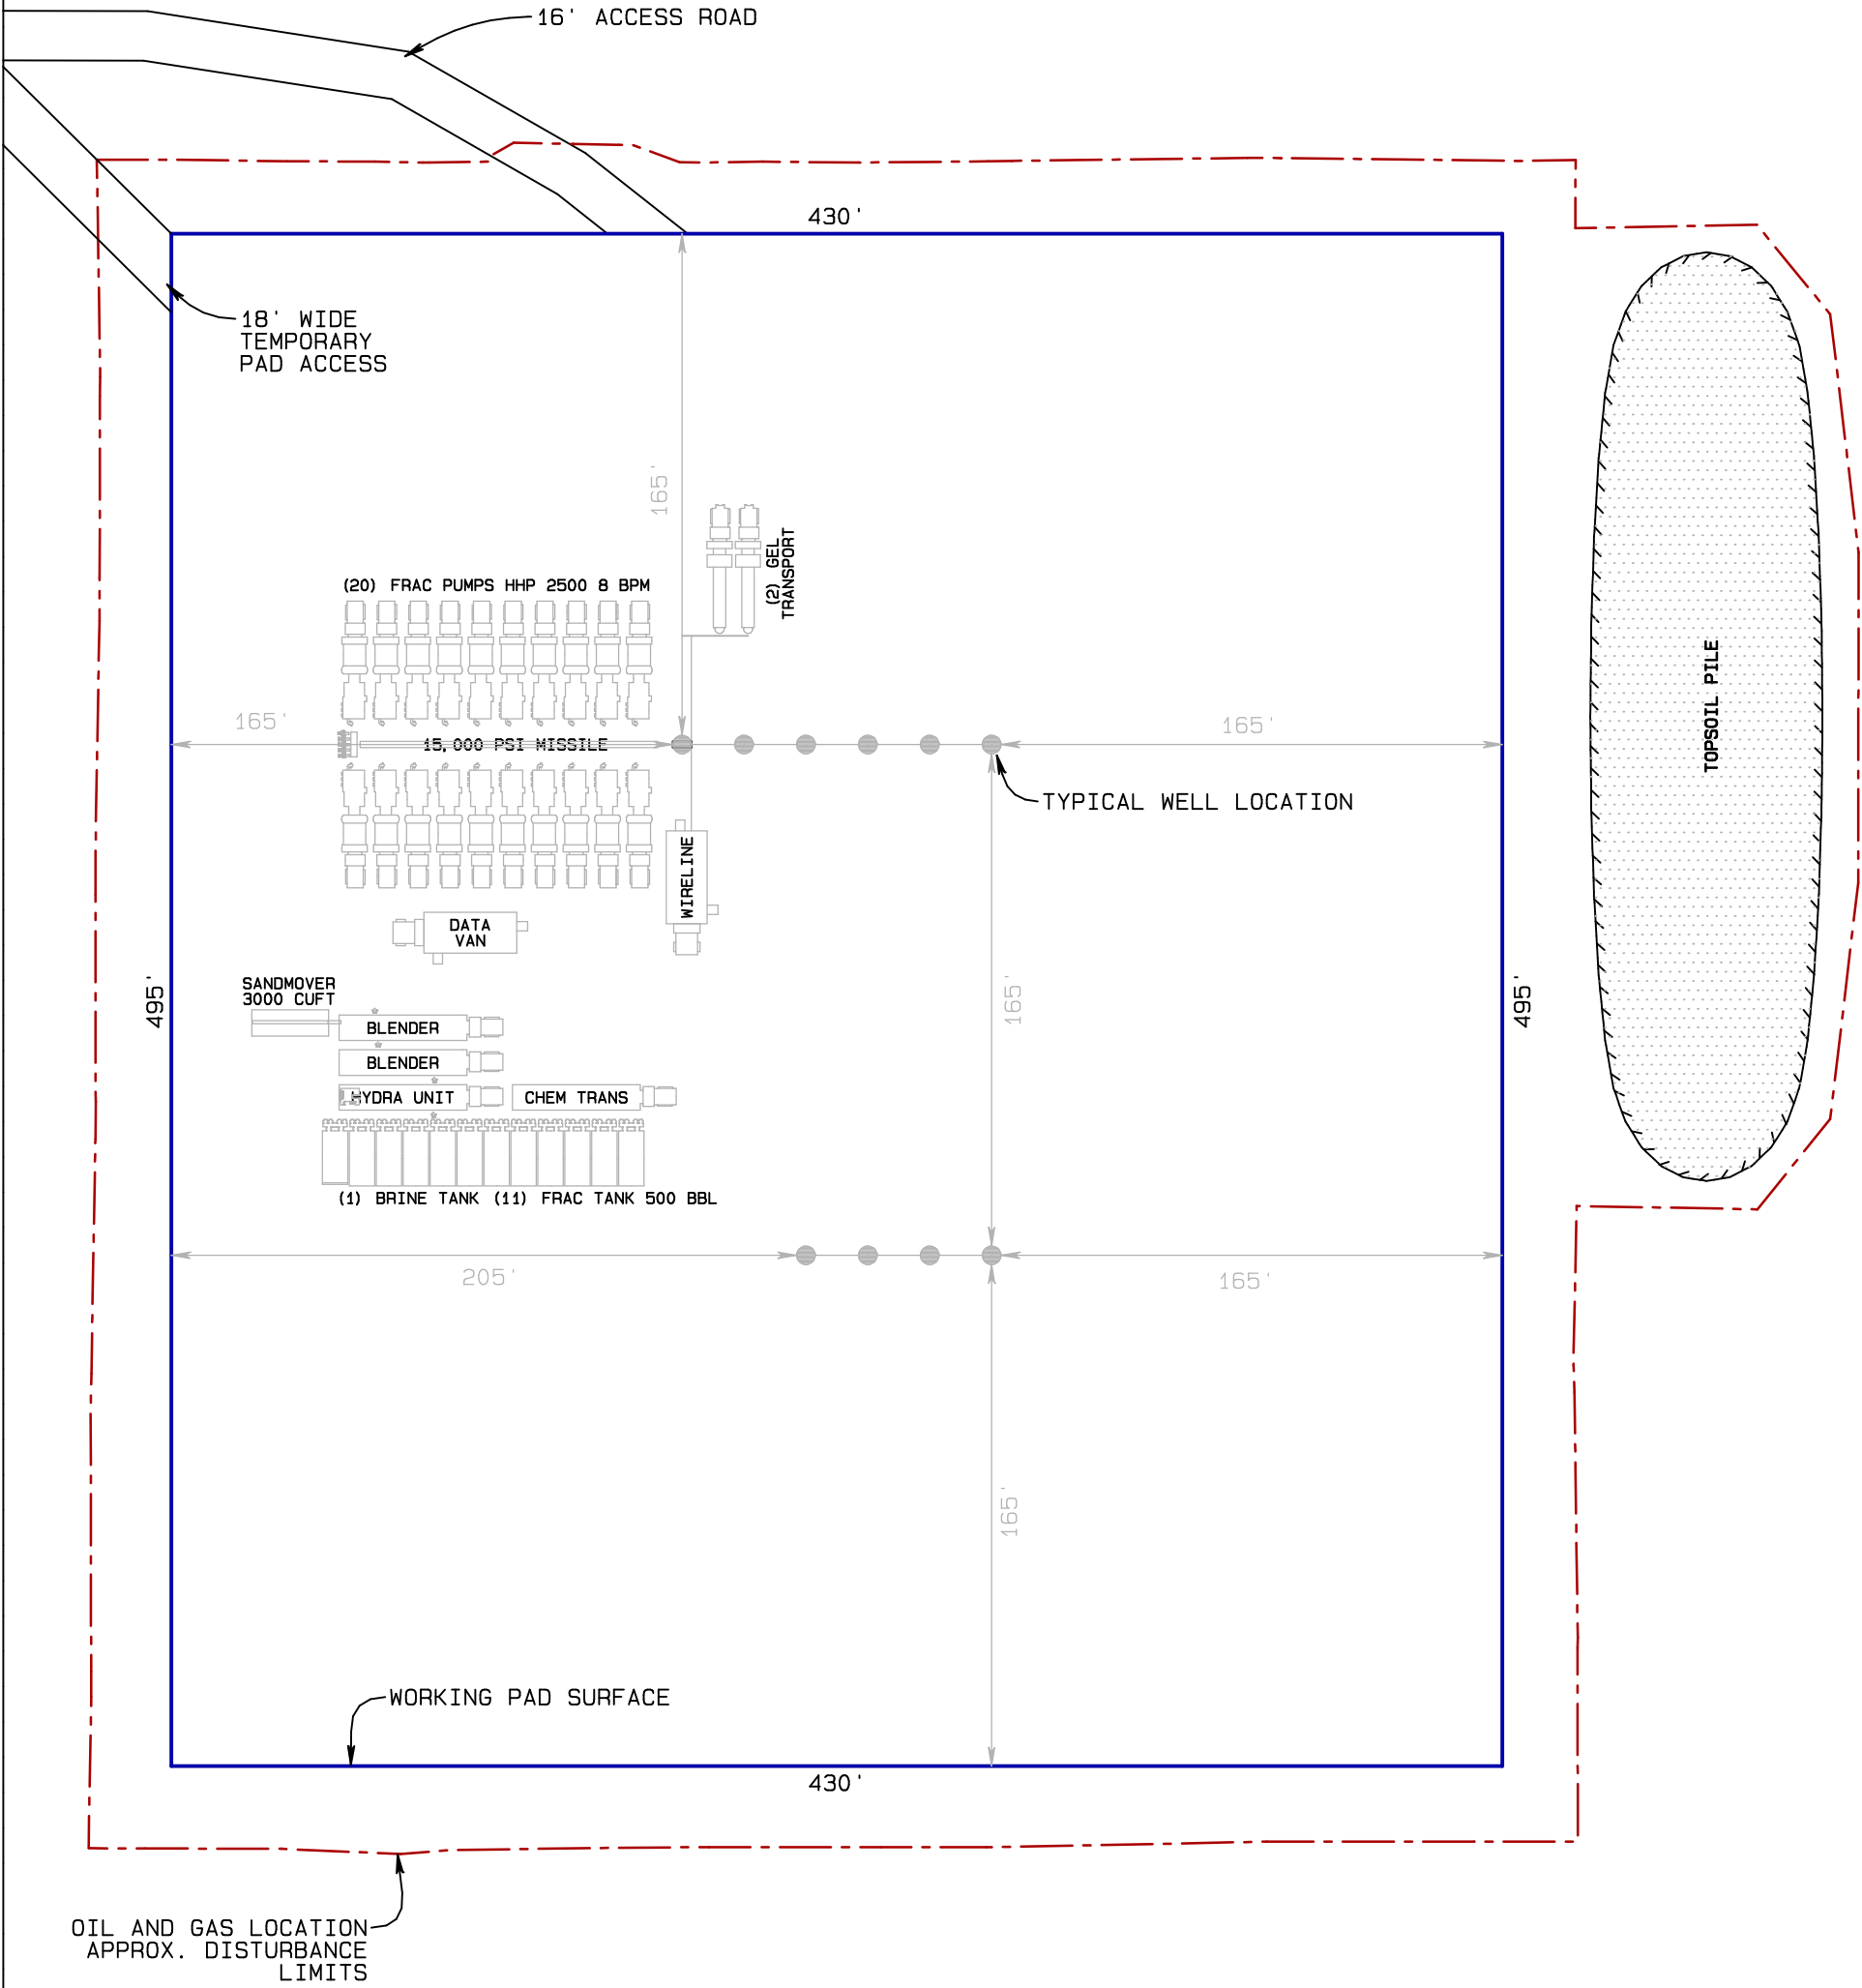 16' ACCESS ROAD
430'
18' WIDE
TEMPORARY
PAD ACCESS
165'
(2) GEL
TRANSPORT
(20) FRAC PUMPS HHP 2500 8 BPM
TOPSOIL PILE
165'
165'
15,000 PSI MISSILE
TYPICAL WELL LOCATION
WIRELINE
DATA
VAN
SANDMOVER
3000 CUFT
495'
165'
495'
BLENDER
BLENDER
HYDRA UNIT
CHEM TRANS
(1) BRINE TANK (11) FRAC TANK 500 BBL
205'
165'
165'
WORKING PAD SURFACE
430'
OIL AND GAS LOCATION
APPROX. DISTURBANCE
LIMITS